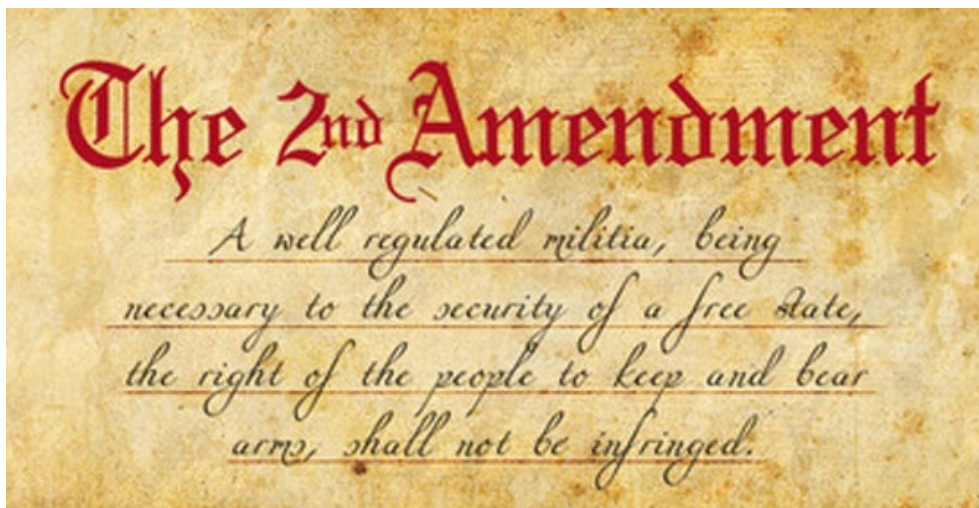 The 2nd Amendment
A well regulated militia, being
necessary to the security of a free state,
the right of the people to keep and bear
arms, shall not be infringed.